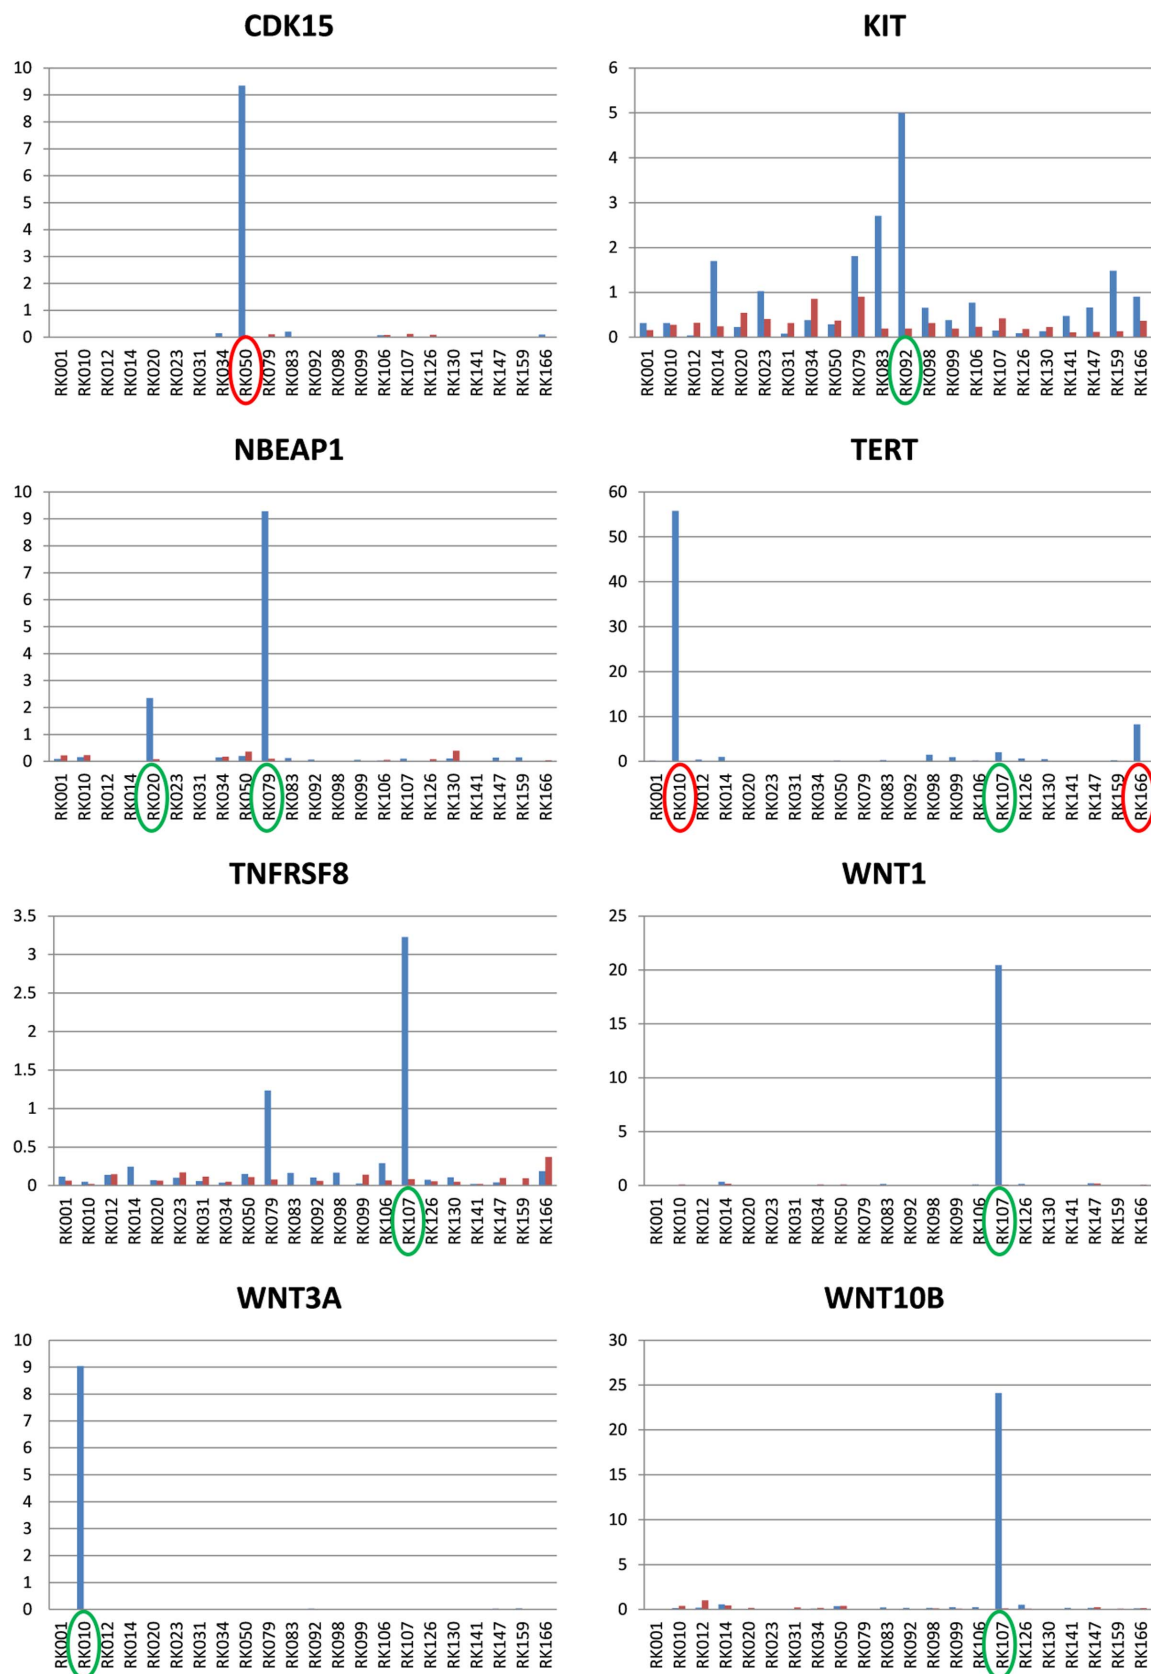 CDK15
10
9
8
7
6
5
4
3
2
1
0
RK001
RK010
RK012
RK014
RK020
RK023
RK031
RK034
RK050
RK079
RK083
RK092
RK098
RK099
RK106
RK107
RK126
RK130
RK141
RK147
RK159
RK166
KIT
6
5
4
3
2
1
0
RK001
RK010
RK012
RK014
RK020
RK023
RK031
RK034
RK050
RK079
RK083
RK092
RK098
RK099
RK106
RK107
RK126
RK130
RK141
RK147
RK159
RK166
NBEAP1
10
9
8
7
6
5
4
3
2
1
0
RK001
RK010
RK012
RK014
RK020
RK023
RK031
RK034
RK050
RK079
RK083
RK092
RK098
RK099
RK106
RK107
RK126
RK130
RK141
RK147
RK159
RK166
TERT
60
50
40
30
20
10
0
RK001
RK010
RK012
RK014
RK020
RK023
RK031
RK034
RK050
RK079
RK083
RK092
RK098
RK099
RK106
RK107
RK126
RK130
RK141
RK147
RK159
RK166
TNFRSF8
3.5
3
2.5
2
1.5
1
0.5
0
RK001
RK010
RK012
RK014
RK020
RK023
RK031
RK034
RK050
RK079
RK083
RK092
RK098
RK099
RK106
RK107
RK126
RK130
RK141
RK147
RK159
RK166
WNT1
25
20
15
10
5
0
RK001
RK010
RK012
RK014
RK020
RK023
RK031
RK034
RK050
RK079
RK083
RK092
RK098
RK099
RK106
RK107
RK126
RK130
RK141
RK147
RK159
RK166
WNT3A
10
9
8
7
6
5
4
3
2
1
0
RK001
RK010
RK012
RK014
RK020
RK023
RK031
RK034
RK050
RK079
RK083
RK092
RK098
RK099
RK106
RK107
RK126
RK130
RK141
RK147
RK159
RK166
WNT10B
30
25
20
15
10
5
0
RK001
RK010
RK012
RK014
RK020
RK023
RK031
RK034
RK050
RK079
RK083
RK092
RK098
RK099
RK106
RK107
RK126
RK130
RK141
RK147
RK159
RK166